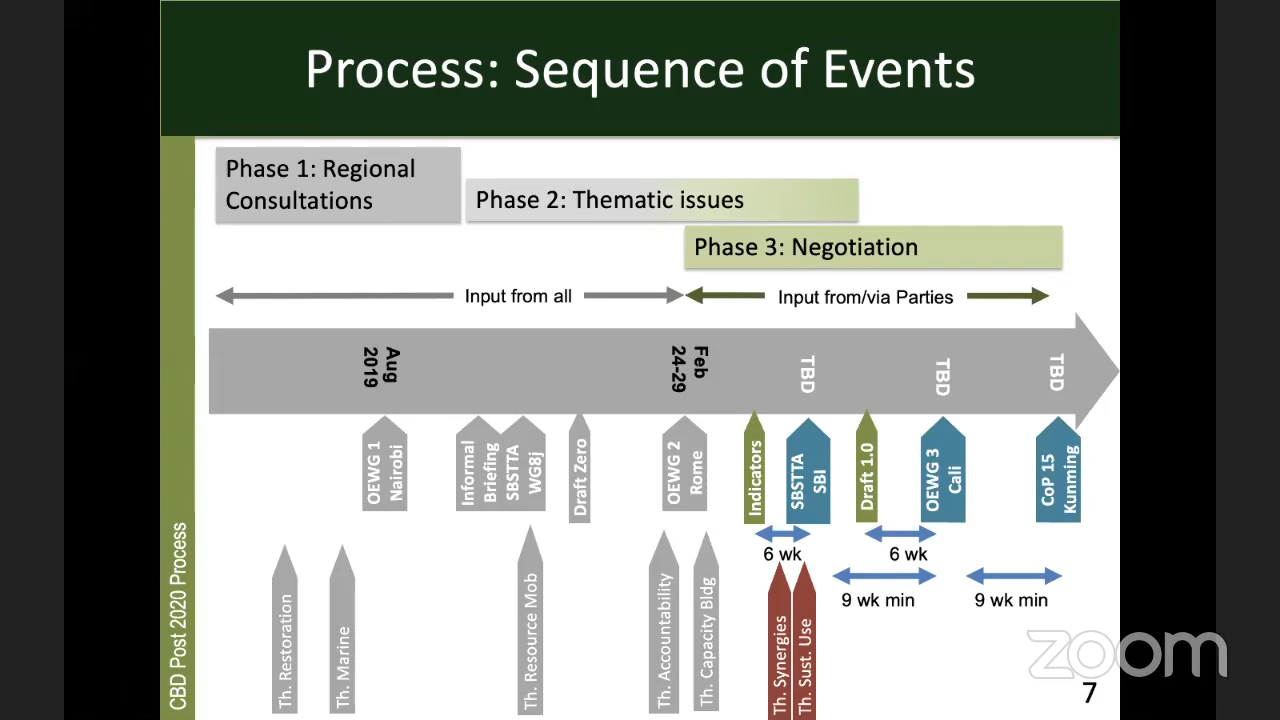 Process: Sequence of Events
Phase 1: Regional
Consultations
Phase 2: Thematic issues
Phase 3: Negotiation
Input from all
Input from/via Parties
Aug
2019
Feb
24-29
TBD
TBD
TBD
OEWG 1
Nairobi
Informal
Briefing
SBSTTA
WG8j
Draft Zero
OEWG 2
Rome
Indicators
SBSTTA
SBI
Draft 1.0
OEWG 3
Cali
CoP 15
Kunming
6 wk
6 wk
9 wk min
9 wk min
Th. Restoration
Th. Marine
Th. Resource Mob
Th. Accountability
Th. Capacity Bldg
Th. Synergies
Th. Sust. Use
CBD Post 2020 Process
zoom
7